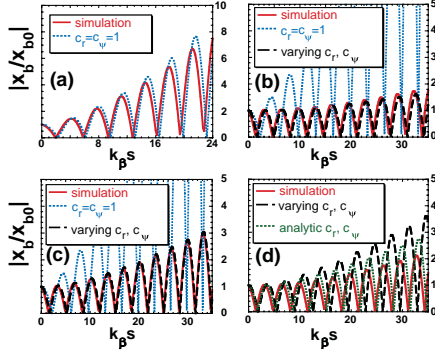 simulation
c_r=c_ψ=1
(a)
|x_b/x_b0|
10
8
6
4
2
0
0 4 8 12 16 20 24
k_βs
simulation
c_r=c_ψ=1
varying c_r, c_ψ
(b)
5
4
3
2
1
0
0 10 20 30
k_βs
simulation
c_r=c_ψ=1
varying c_r, c_ψ
(c)
|x_b/x_b0|
5
4
3
2
1
0
0 10 20 30
k_βs
simulation
varying c_r, c_ψ
analytic c_r, c_ψ
(d)
5
4
3
2
1
0
0 10 20 30
k_βs